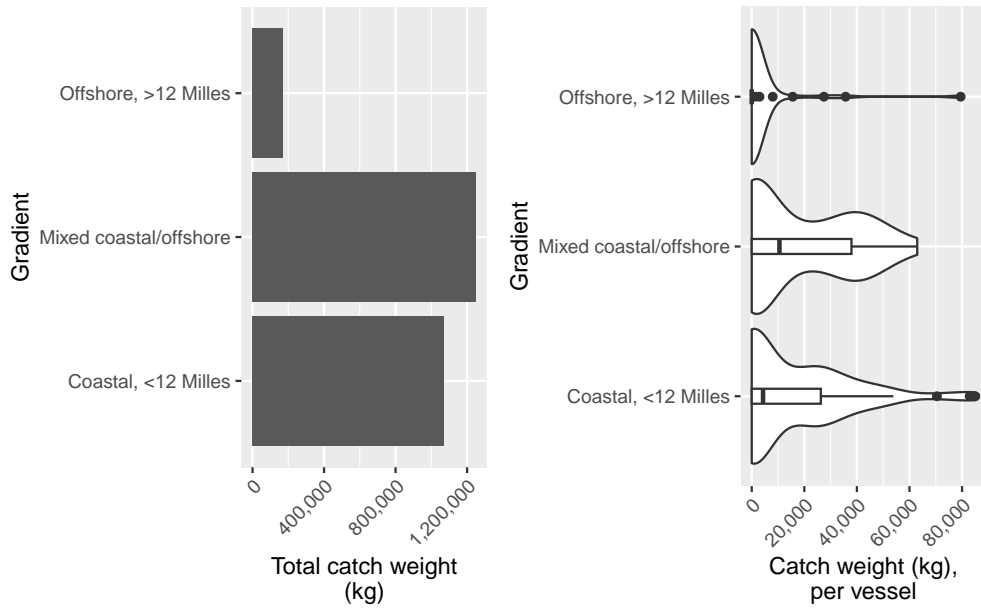 Gradient
Offshore, >12 Milles
Mixed coastal/offshore
Coastal, <12 Milles
0
400,000
800,000
1,200,000
Total catch weight
(kg)
Gradient
Offshore, >12 Milles
Mixed coastal/offshore
Coastal, <12 Milles
0
20,000
40,000
60,000
80,000
Catch weight (kg),
per vessel